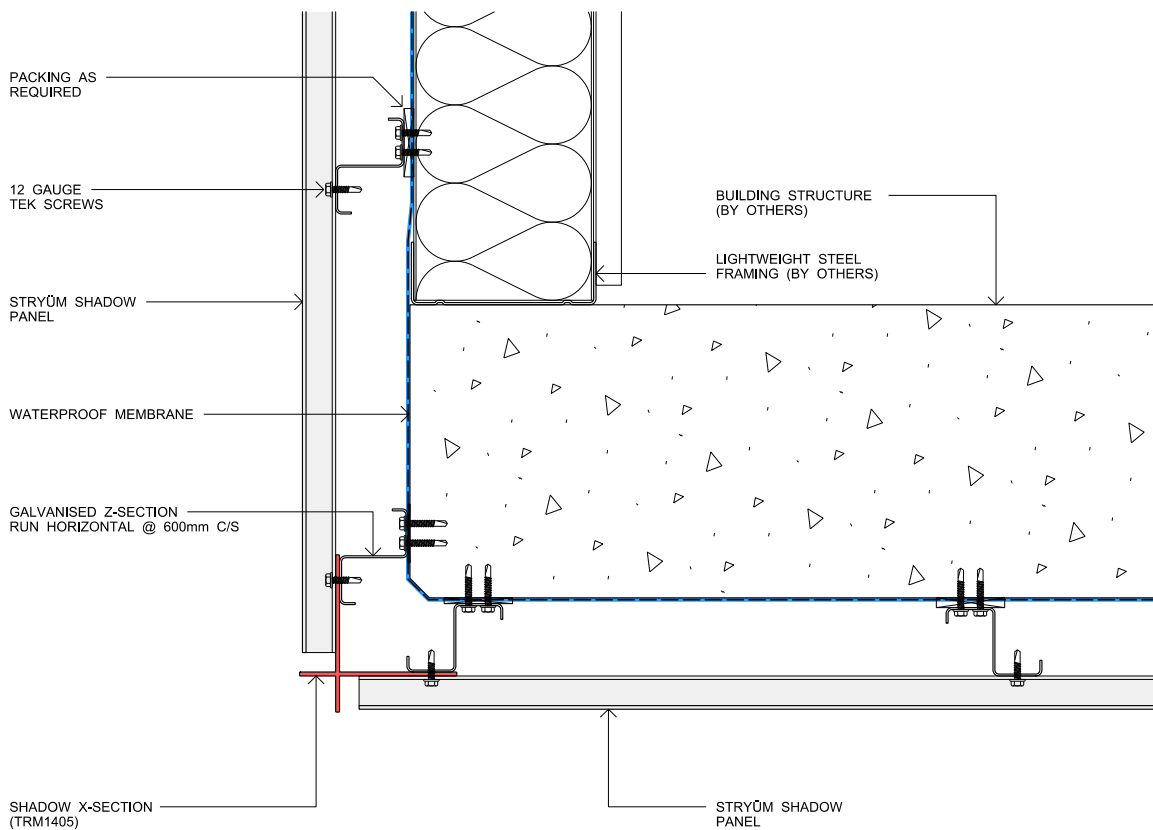 PACKING AS
REQUIRED
12 GAUGE
TEK SCREWS
BUILDING STRUCTURE
(BY OTHERS)
LIGHTWEIGHT STEEL
FRAMING (BY OTHERS)
STRYÜM SHADOW
PANEL
WATERPROOF MEMBRANE
GALVANISED Z-SECTION
RUN HORIZONTAL @ 600mm C/S
SHADOW X-SECTION
(TRM1405)
STRYÜM SHADOW
PANEL